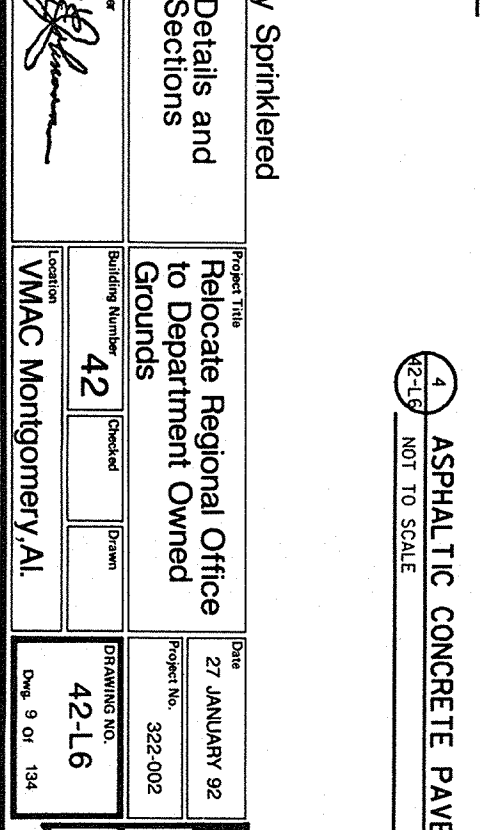 4
42-L6
ASPHALTIC CONCRETE PAVE
NOT TO SCALE
y Sprinklered
Details and
Sections
Project Title
Relocate Regional Office
to Department Owned
Grounds
Date
27 JANUARY 92
Project No.
322-002
Building Number
42
Checked
Drawn
Location
VMAC Montgomery,Al.
DRAWING NO.
42-L6
Dwg. 9 Of 134
or